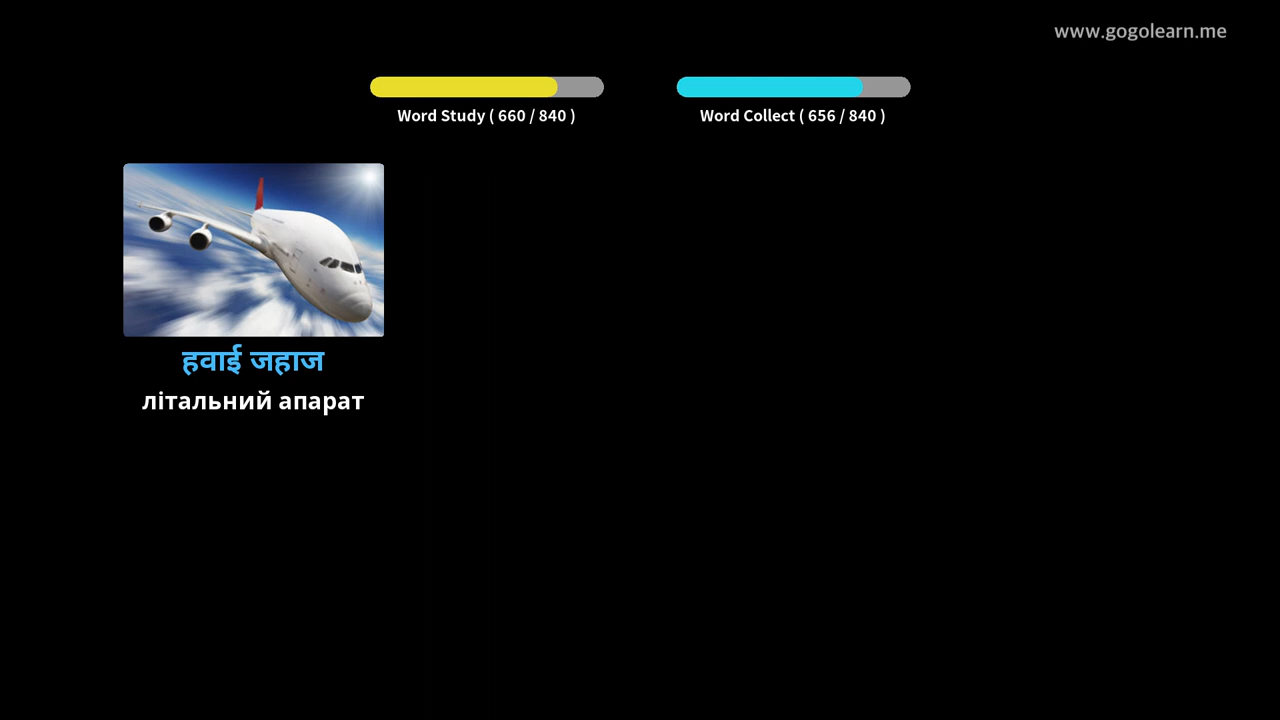 www.gogolearn.me
Word Study ( 660 / 840 )
Word Collect ( 656 / 840 )
हवाई जहाज
літальний апарат